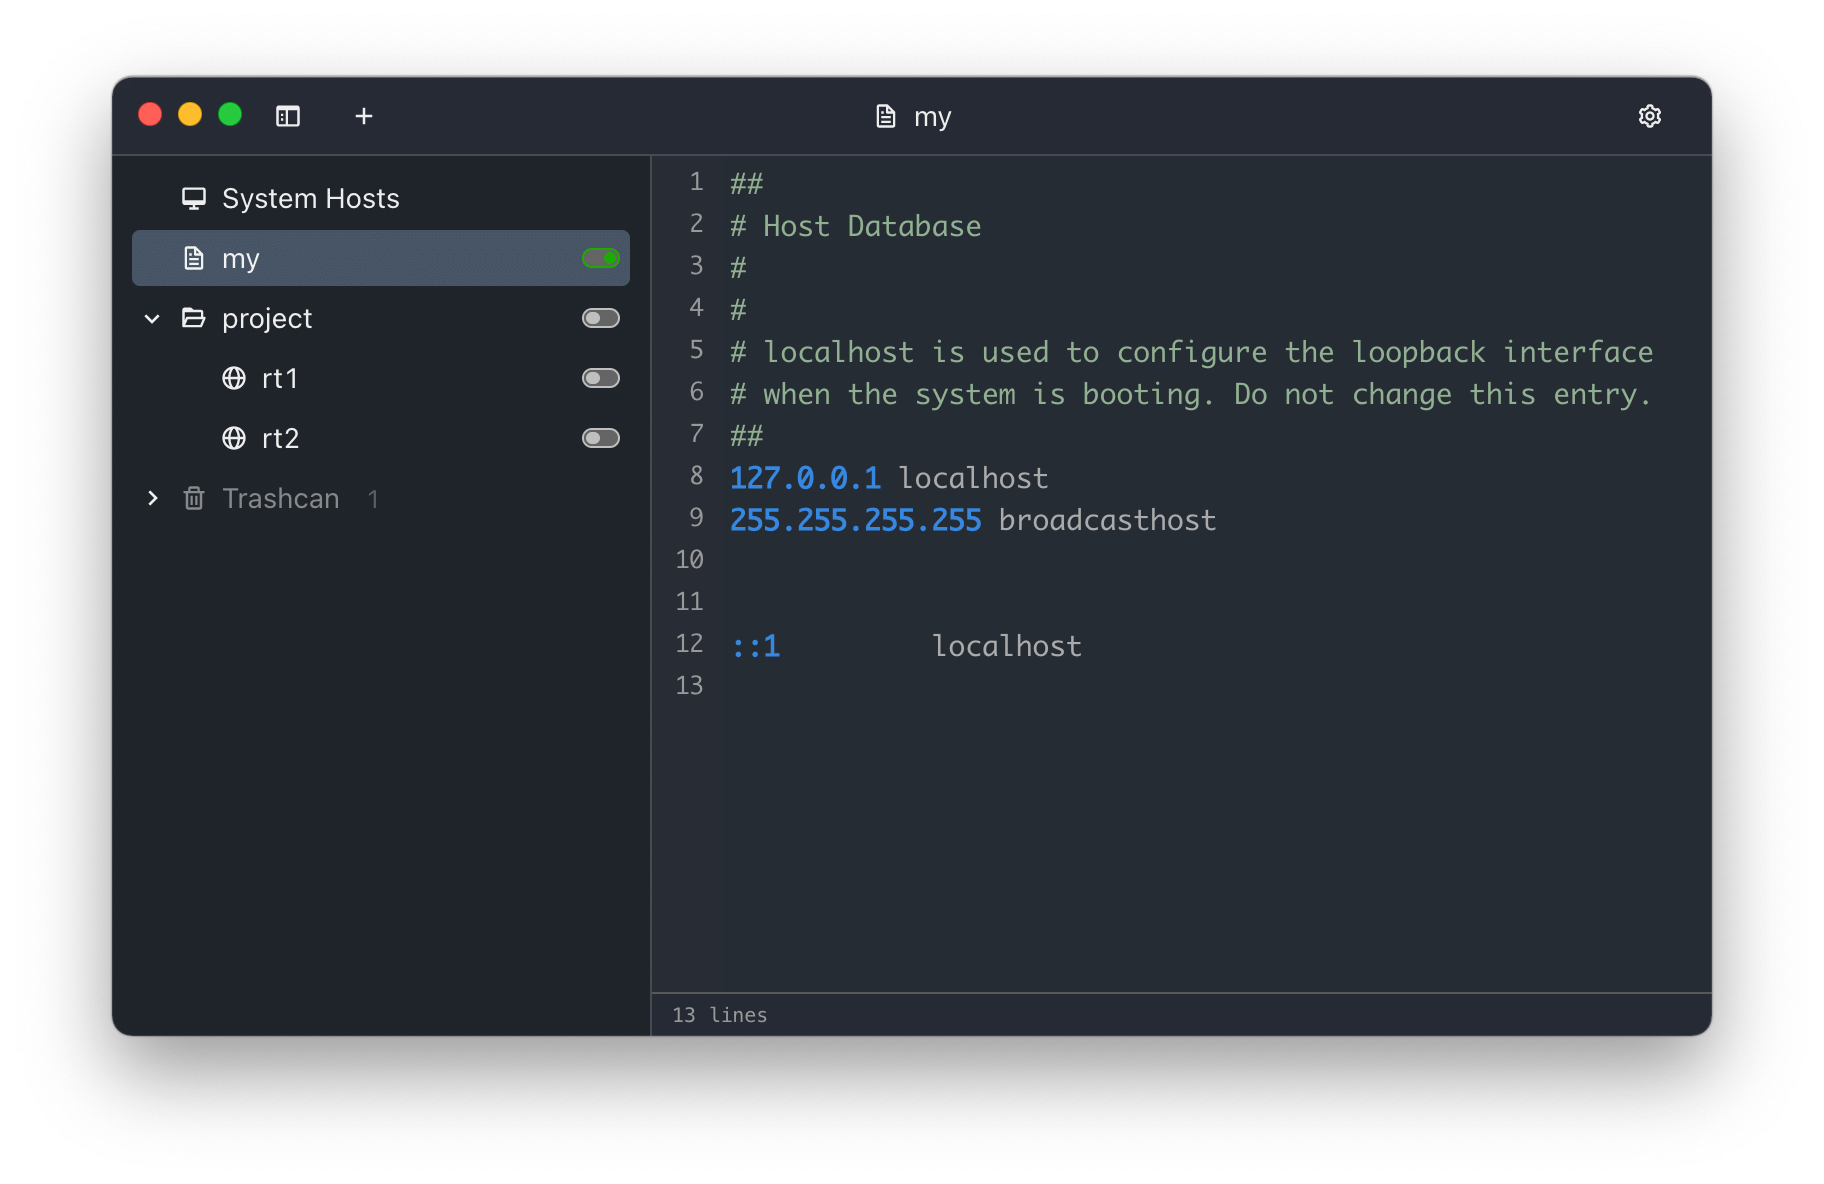 my
System Hosts
my
project
rt1
rt2
Trashcan 1
1 ##
2 # Host Database
3 #
4 #
5 # localhost is used to configure the loopback interface
6 # when the system is booting. Do not change this entry.
7 ##
8 127.0.0.1 localhost
9 255.255.255.255 broadcasthost
10
11
12 ::1         localhost
13
13 lines